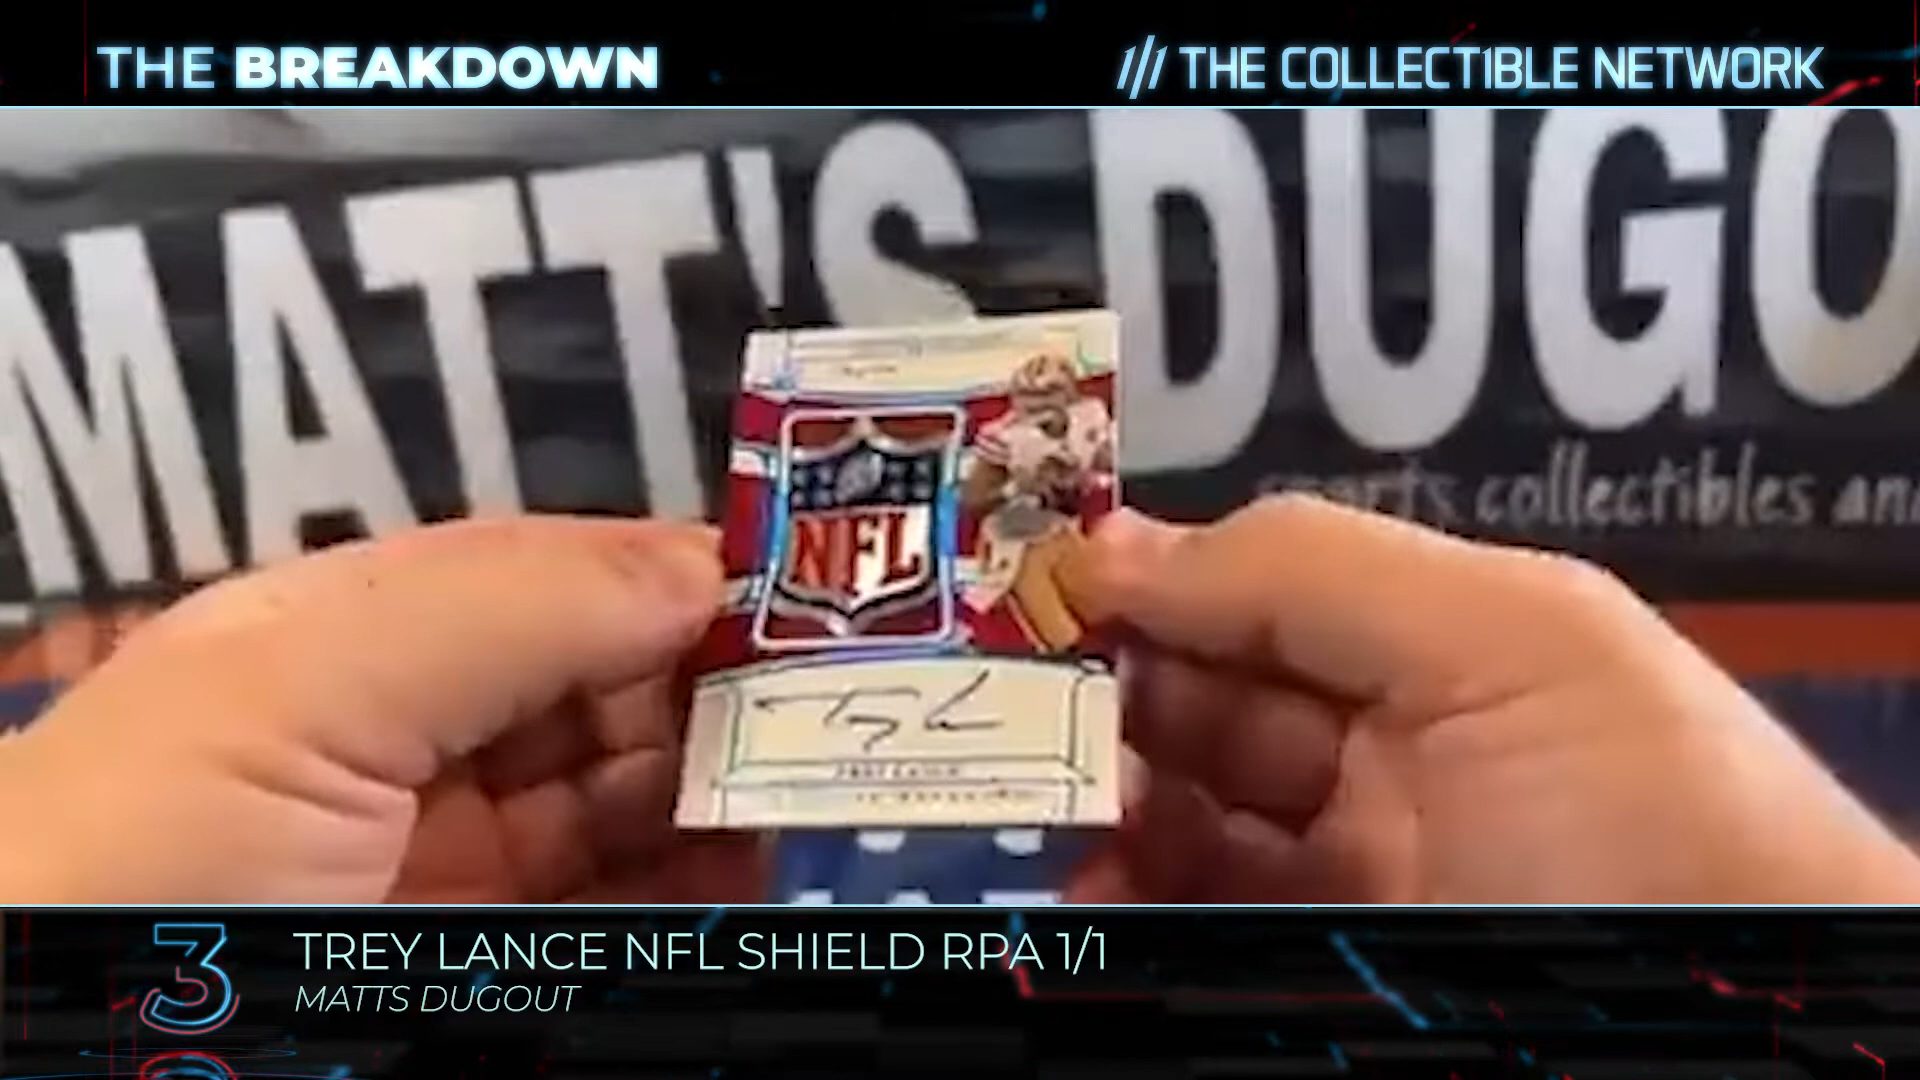 THE BREAKDOWN
/// THE COLLECTIBLE NETWORK
MATT'S DUGO
sports collectibles an
NFL
3
TREY LANCE NFL SHIELD RPA 1/1
MATTS DUGOUT